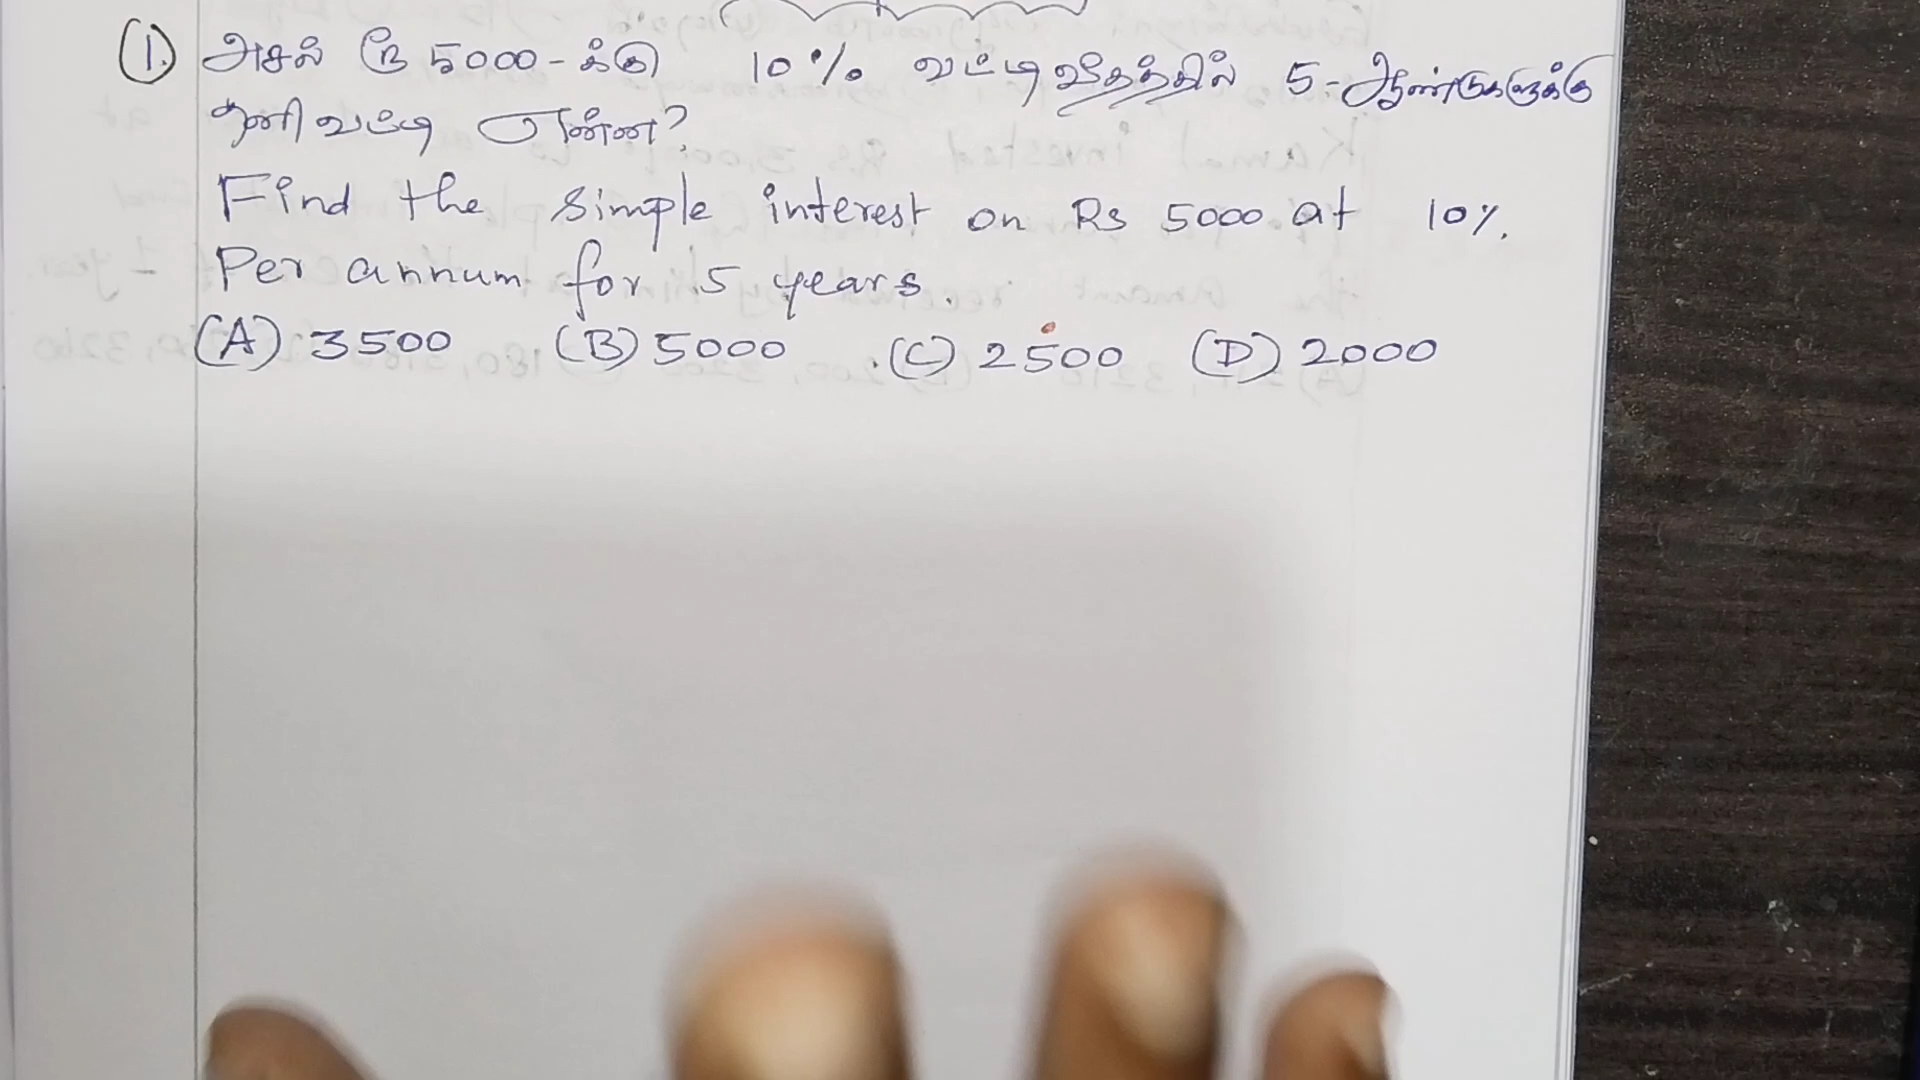 (1. அசல் ரூ 5000-க்கு 10% வட்டி வீதத்தில் 5-ஆண்டுகளுக்கு
தனிவட்டி என்ன?
Find the simple interest on Rs 5000 at 10%.
Per annum for 5 years.
(A) 3500 (B) 5000 (C) 2500 (D) 2000